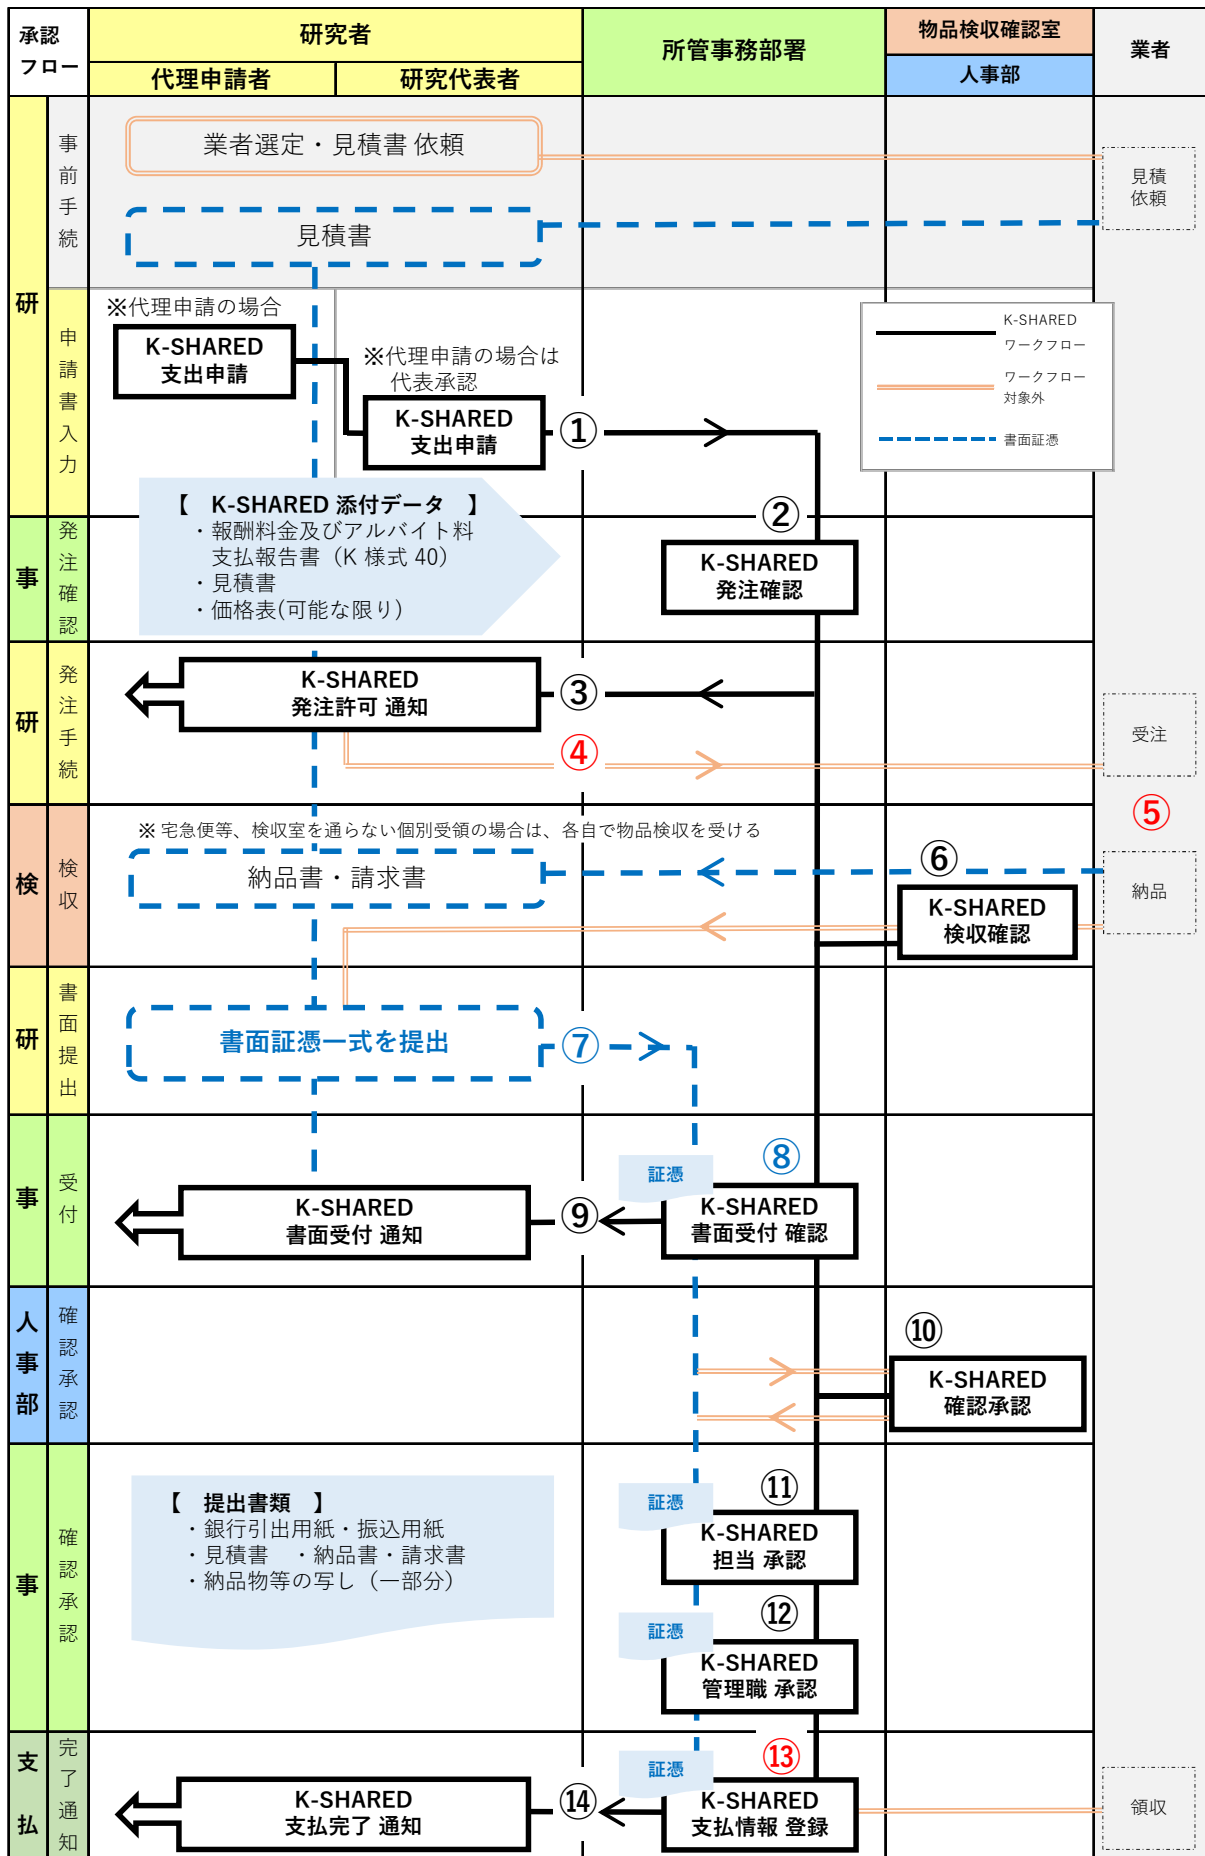 承認
フロー
研究者
代理申請者
研究代表者
所管事務部署
物品検収確認室
人事部
業者
研
事前手続
業者選定・見積書 依頼
見積書
見積
依頼
申請書入力
※代理申請の場合
K-SHARED
支出申請
※代理申請の場合は
代表承認
K-SHARED
支出申請
①
K-SHARED
ワークフロー
ワークフロー
対象外
書面証憑
【　K-SHARED 添付データ　】
・報酬料金及びアルバイト料
支払報告書（K 様式 40）
・見積書
・価格表(可能な限り)
事
発注確認
②
K-SHARED
発注確認
研
発注手続
K-SHARED
発注許可 通知
③
④
受注
⑤
検
検収
※ 宅急便等、検収室を通らない個別受領の場合は、各自で物品検収を受ける
納品書・請求書
⑥
K-SHARED
検収確認
納品
研
書面提出
書面証憑一式を提出
⑦
事
受付
K-SHARED
書面受付 通知
⑨
証憑
⑧
K-SHARED
書面受付 確認
人事部
確認承認
⑩
K-SHARED
確認承認
事
確認承認
【　提出書類　】
・銀行引出用紙・振込用紙
・見積書　・納品書・請求書
・納品物等の写し（一部分）
証憑
⑪
K-SHARED
担当 承認
証憑
⑫
K-SHARED
管理職 承認
支払
完了通知
K-SHARED
支払完了 通知
⑭
証憑
⑬
K-SHARED
支払情報 登録
領収